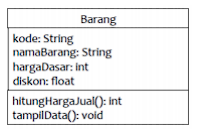 Barang
kode: String
namaBarang: String
hargaDasar: int
diskon: float
hitungHargaJual(): int
tampilData(): void